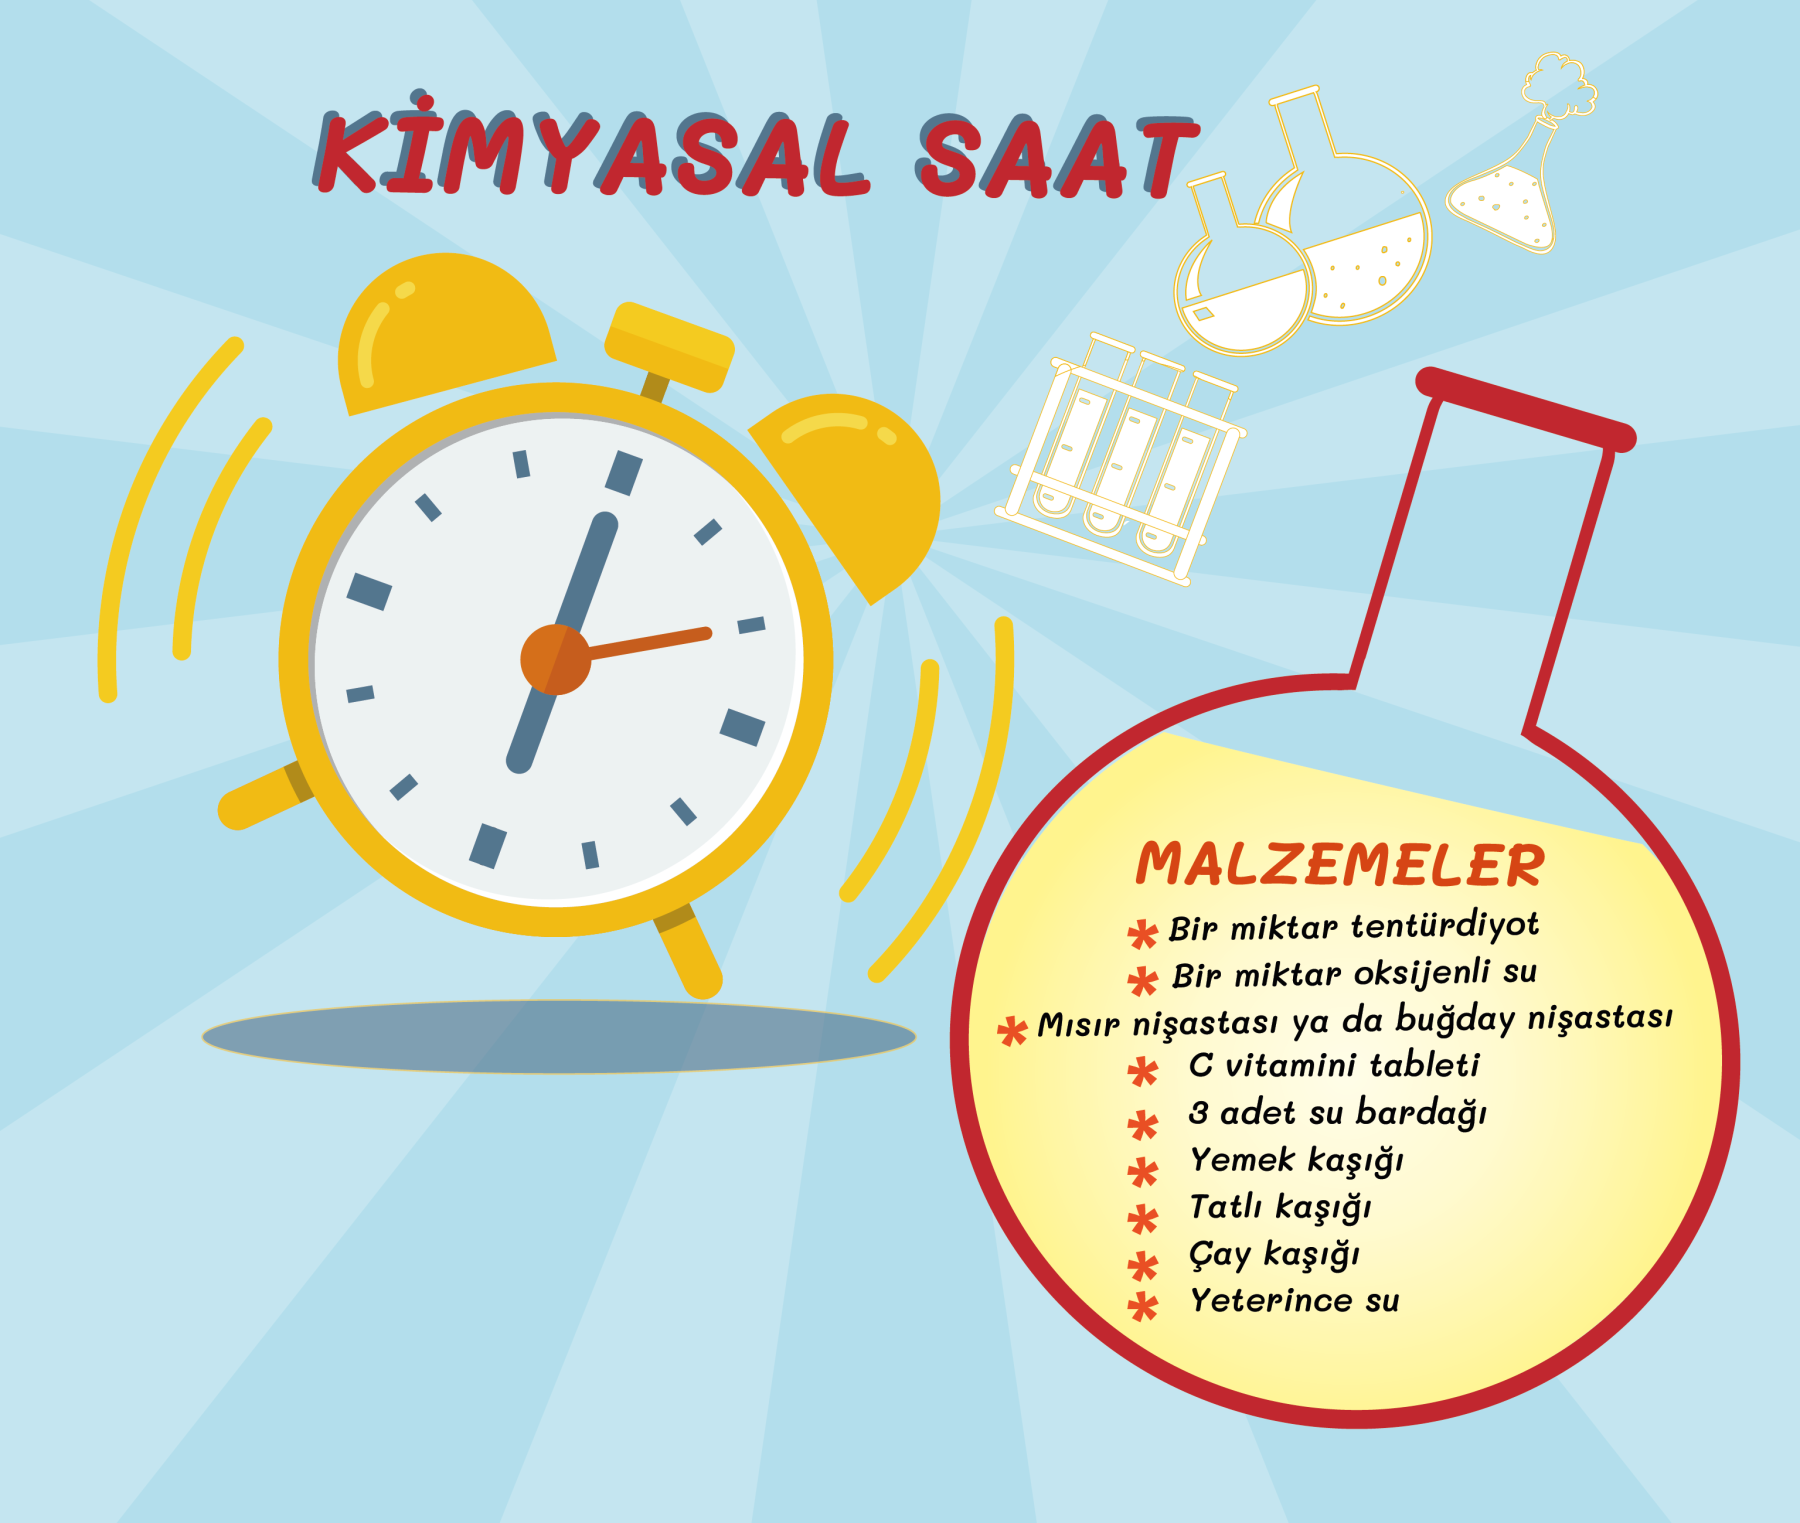 KİMYASAL SAAT
MALZEMELER
* Bir miktar tentürdiyot
* Bir miktar oksijenli su
* Mısır nişastası ya da buğday nişastası
* C vitamini tableti
* 3 adet su bardağı
* Yemek kaşığı
* Tatlı kaşığı
* Çay kaşığı
* Yeterince su